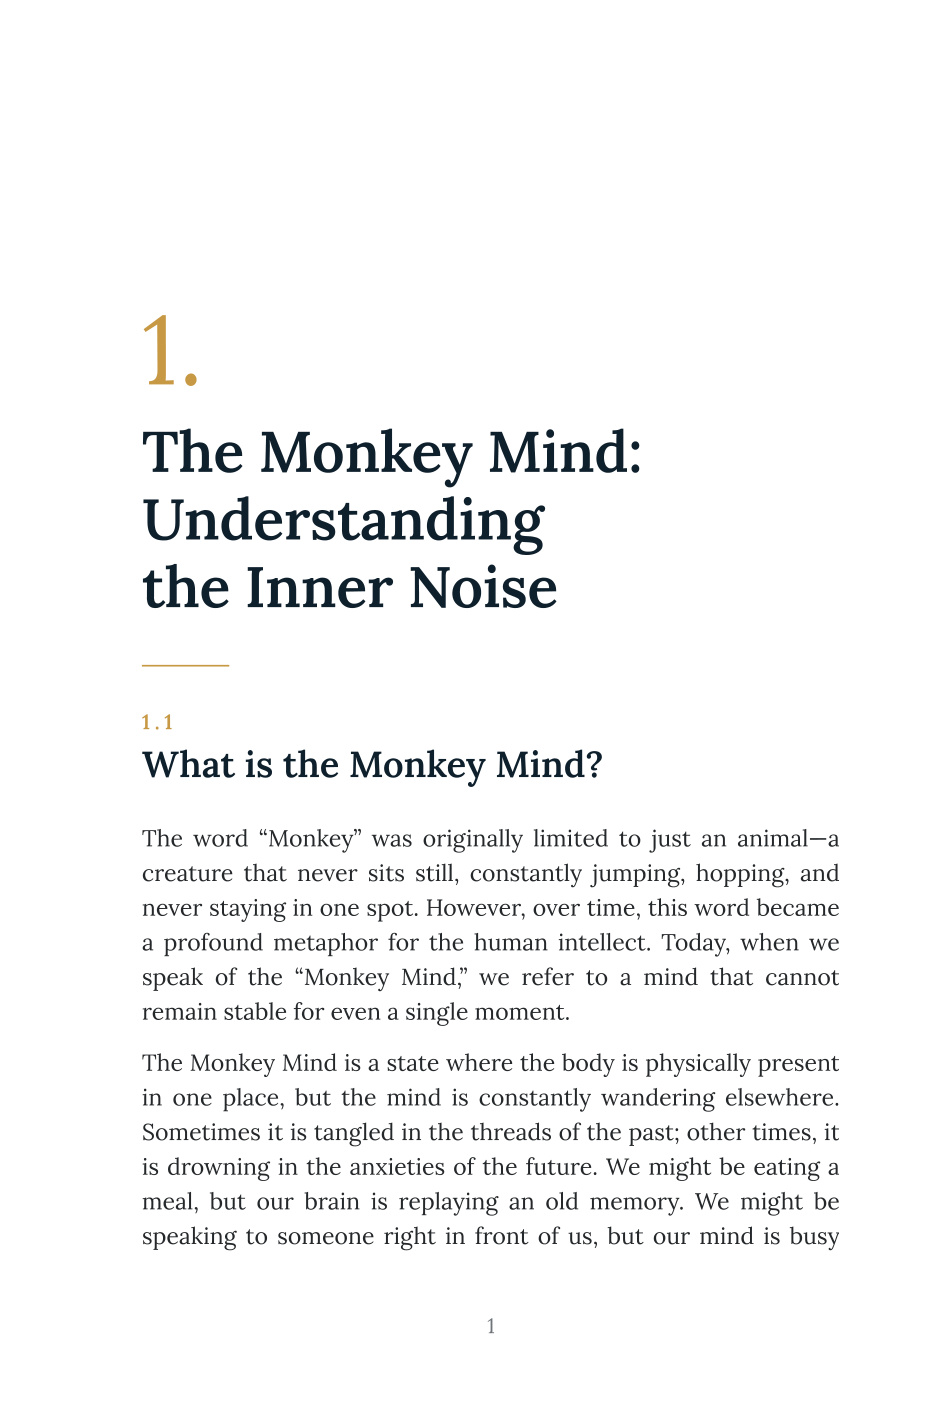 1.
The Monkey Mind:
Understanding
the Inner Noise
1.1
What is the Monkey Mind?
The word “Monkey” was originally limited to just an animal—a
creature that never sits still, constantly jumping, hopping, and
never staying in one spot. However, over time, this word became
a profound metaphor for the human intellect. Today, when we
speak of the “Monkey Mind,” we refer to a mind that cannot
remain stable for even a single moment.
The Monkey Mind is a state where the body is physically present
in one place, but the mind is constantly wandering elsewhere.
Sometimes it is tangled in the threads of the past; other times, it
is drowning in the anxieties of the future. We might be eating a
meal, but our brain is replaying an old memory. We might be
speaking to someone right in front of us, but our mind is busy
1